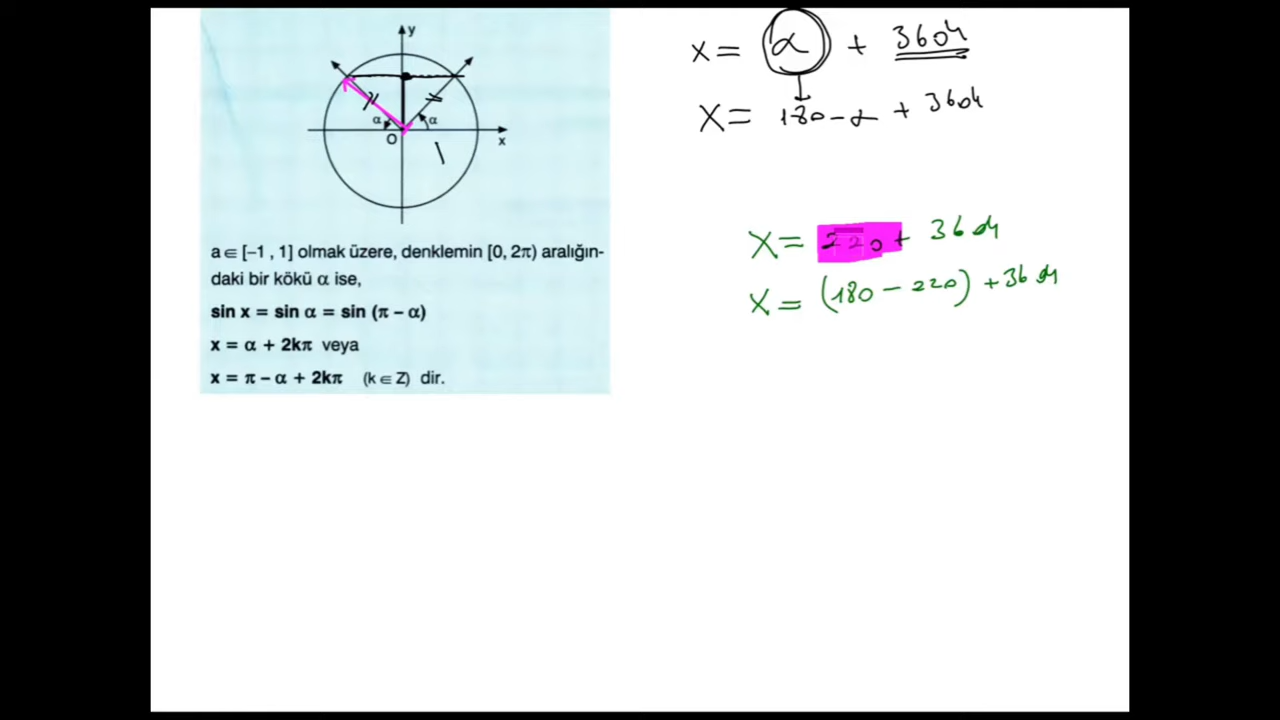 y
α
α
O
x
a ∈ [−1 , 1] olmak üzere, denklemin [0, 2π) aralığın-
daki bir kökü α ise,
sin x = sin α = sin (π − α)
x = α + 2kπ veya
x = π − α + 2kπ (k ∈ Z) dir.
x = α + 360k
x = 180 − α + 360k
x = 220 + 360k
x = (180 − 220) + 360k